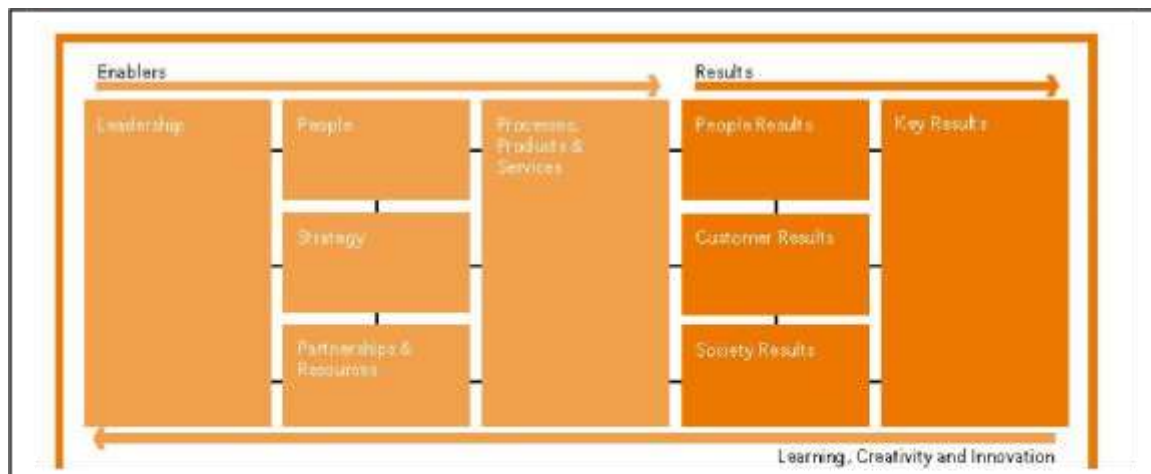 Enablers
Results
Leadership
People
Processes,
Products &
Services
People Results
Key Results
Strategy
Customer Results
Partnerships &
Resources
Society Results
Learning, Creativity and Innovation